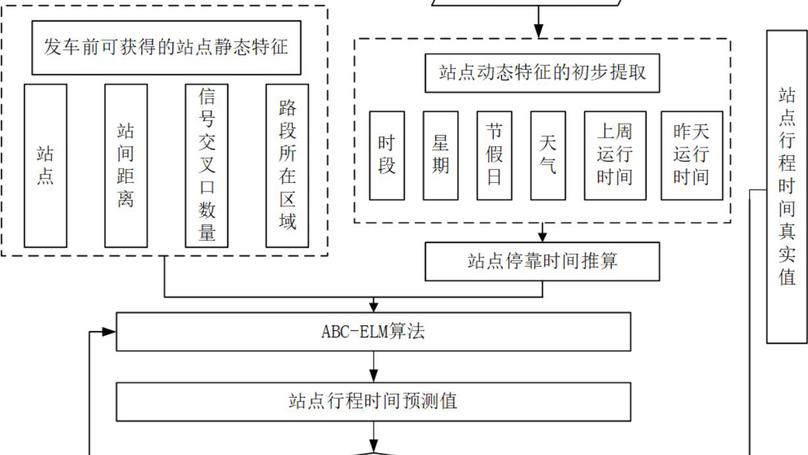 发车前可获得的站点静态特征
站点
站间距离
信号交叉口数量
路段所在区域
站点动态特征的初步提取
时段
星期
节假日
天气
上周
运行
时间
昨天
运行
时间
站点停靠时间推算
站点行程时间真实值
ABC-ELM算法
站点行程时间预测值